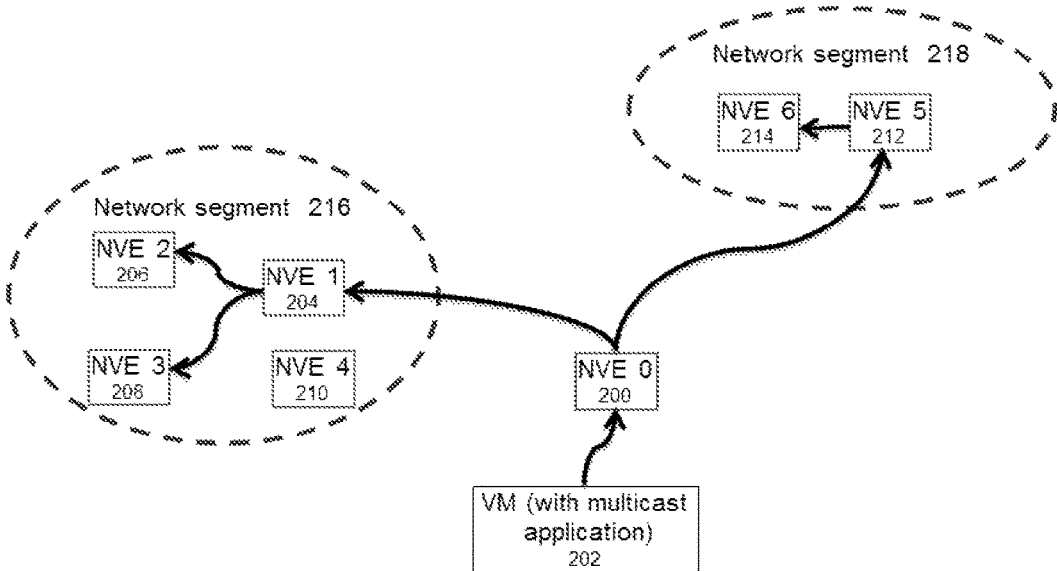 Network segment 218
NVE 6
214
NVE 5
212
Network segment 216
NVE 2
206
NVE 1
204
NVE 3
208
NVE 4
210
NVE 0
200
VM (with multicast
application)
202